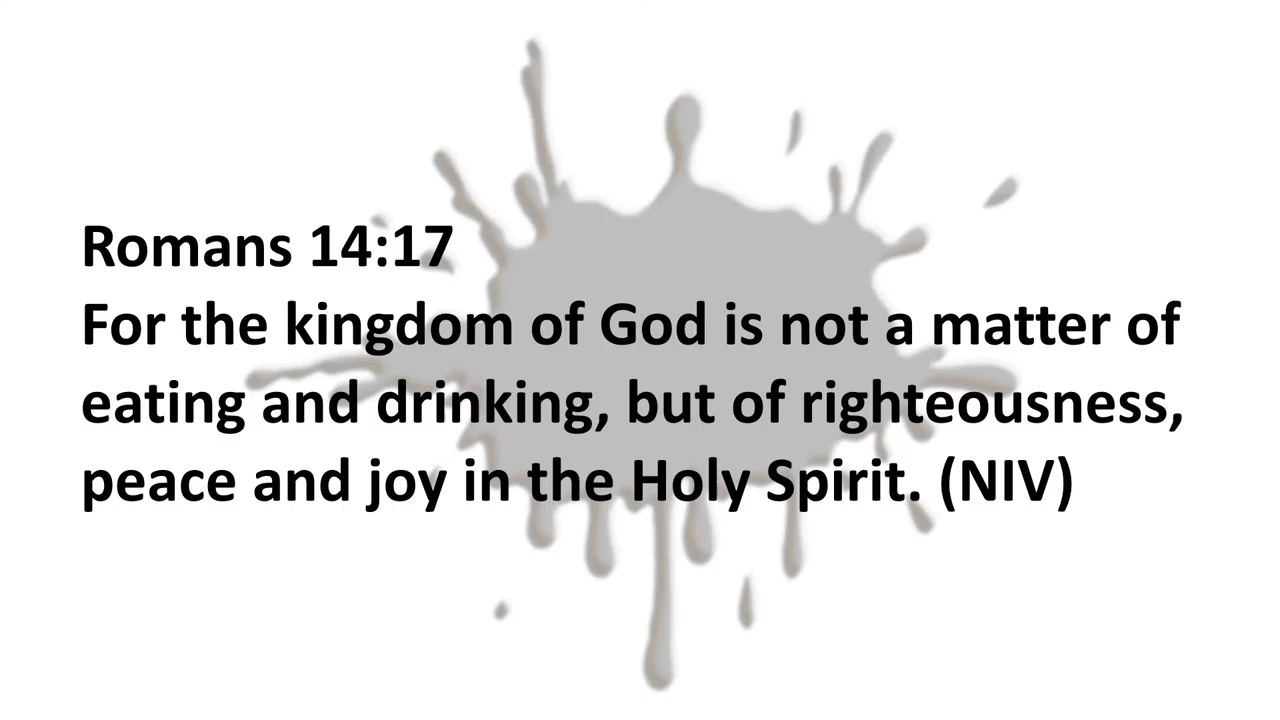 Romans 14:17
For the kingdom of God is not a matter of
eating and drinking, but of righteousness,
peace and joy in the Holy Spirit. (NIV)